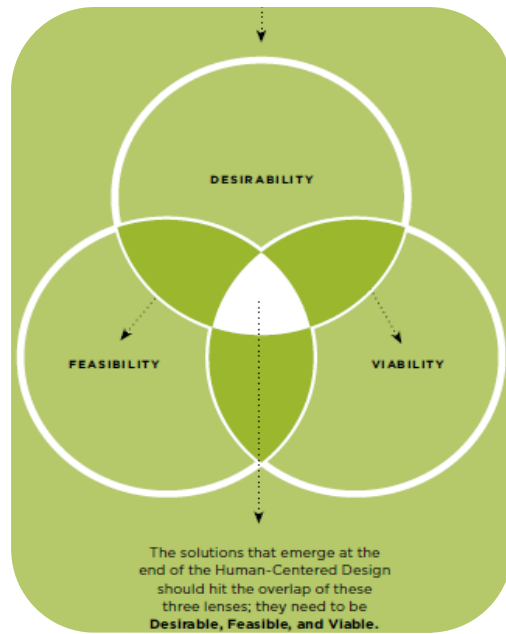 DESIRABILITY
FEASIBILITY
VIABILITY
The solutions that emerge at the
end of the Human-Centered Design
should hit the overlap of these
three lenses; they need to be
Desirable, Feasible, and Viable.